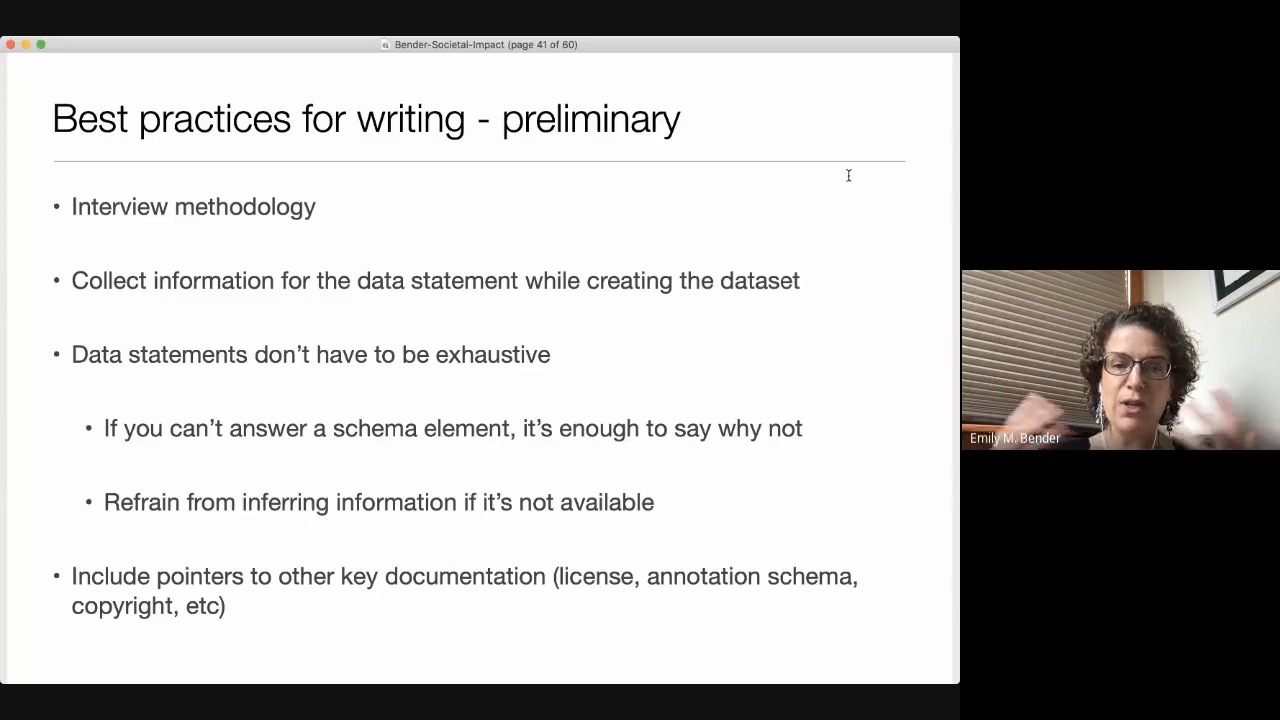 Bender-Societal-Impact (page 41 of 60)
Best practices for writing - preliminary
• Interview methodology
• Collect information for the data statement while creating the dataset
• Data statements don’t have to be exhaustive
• If you can’t answer a schema element, it’s enough to say why not
• Refrain from inferring information if it’s not available
• Include pointers to other key documentation (license, annotation schema,
copyright, etc)
Emily M. Bender